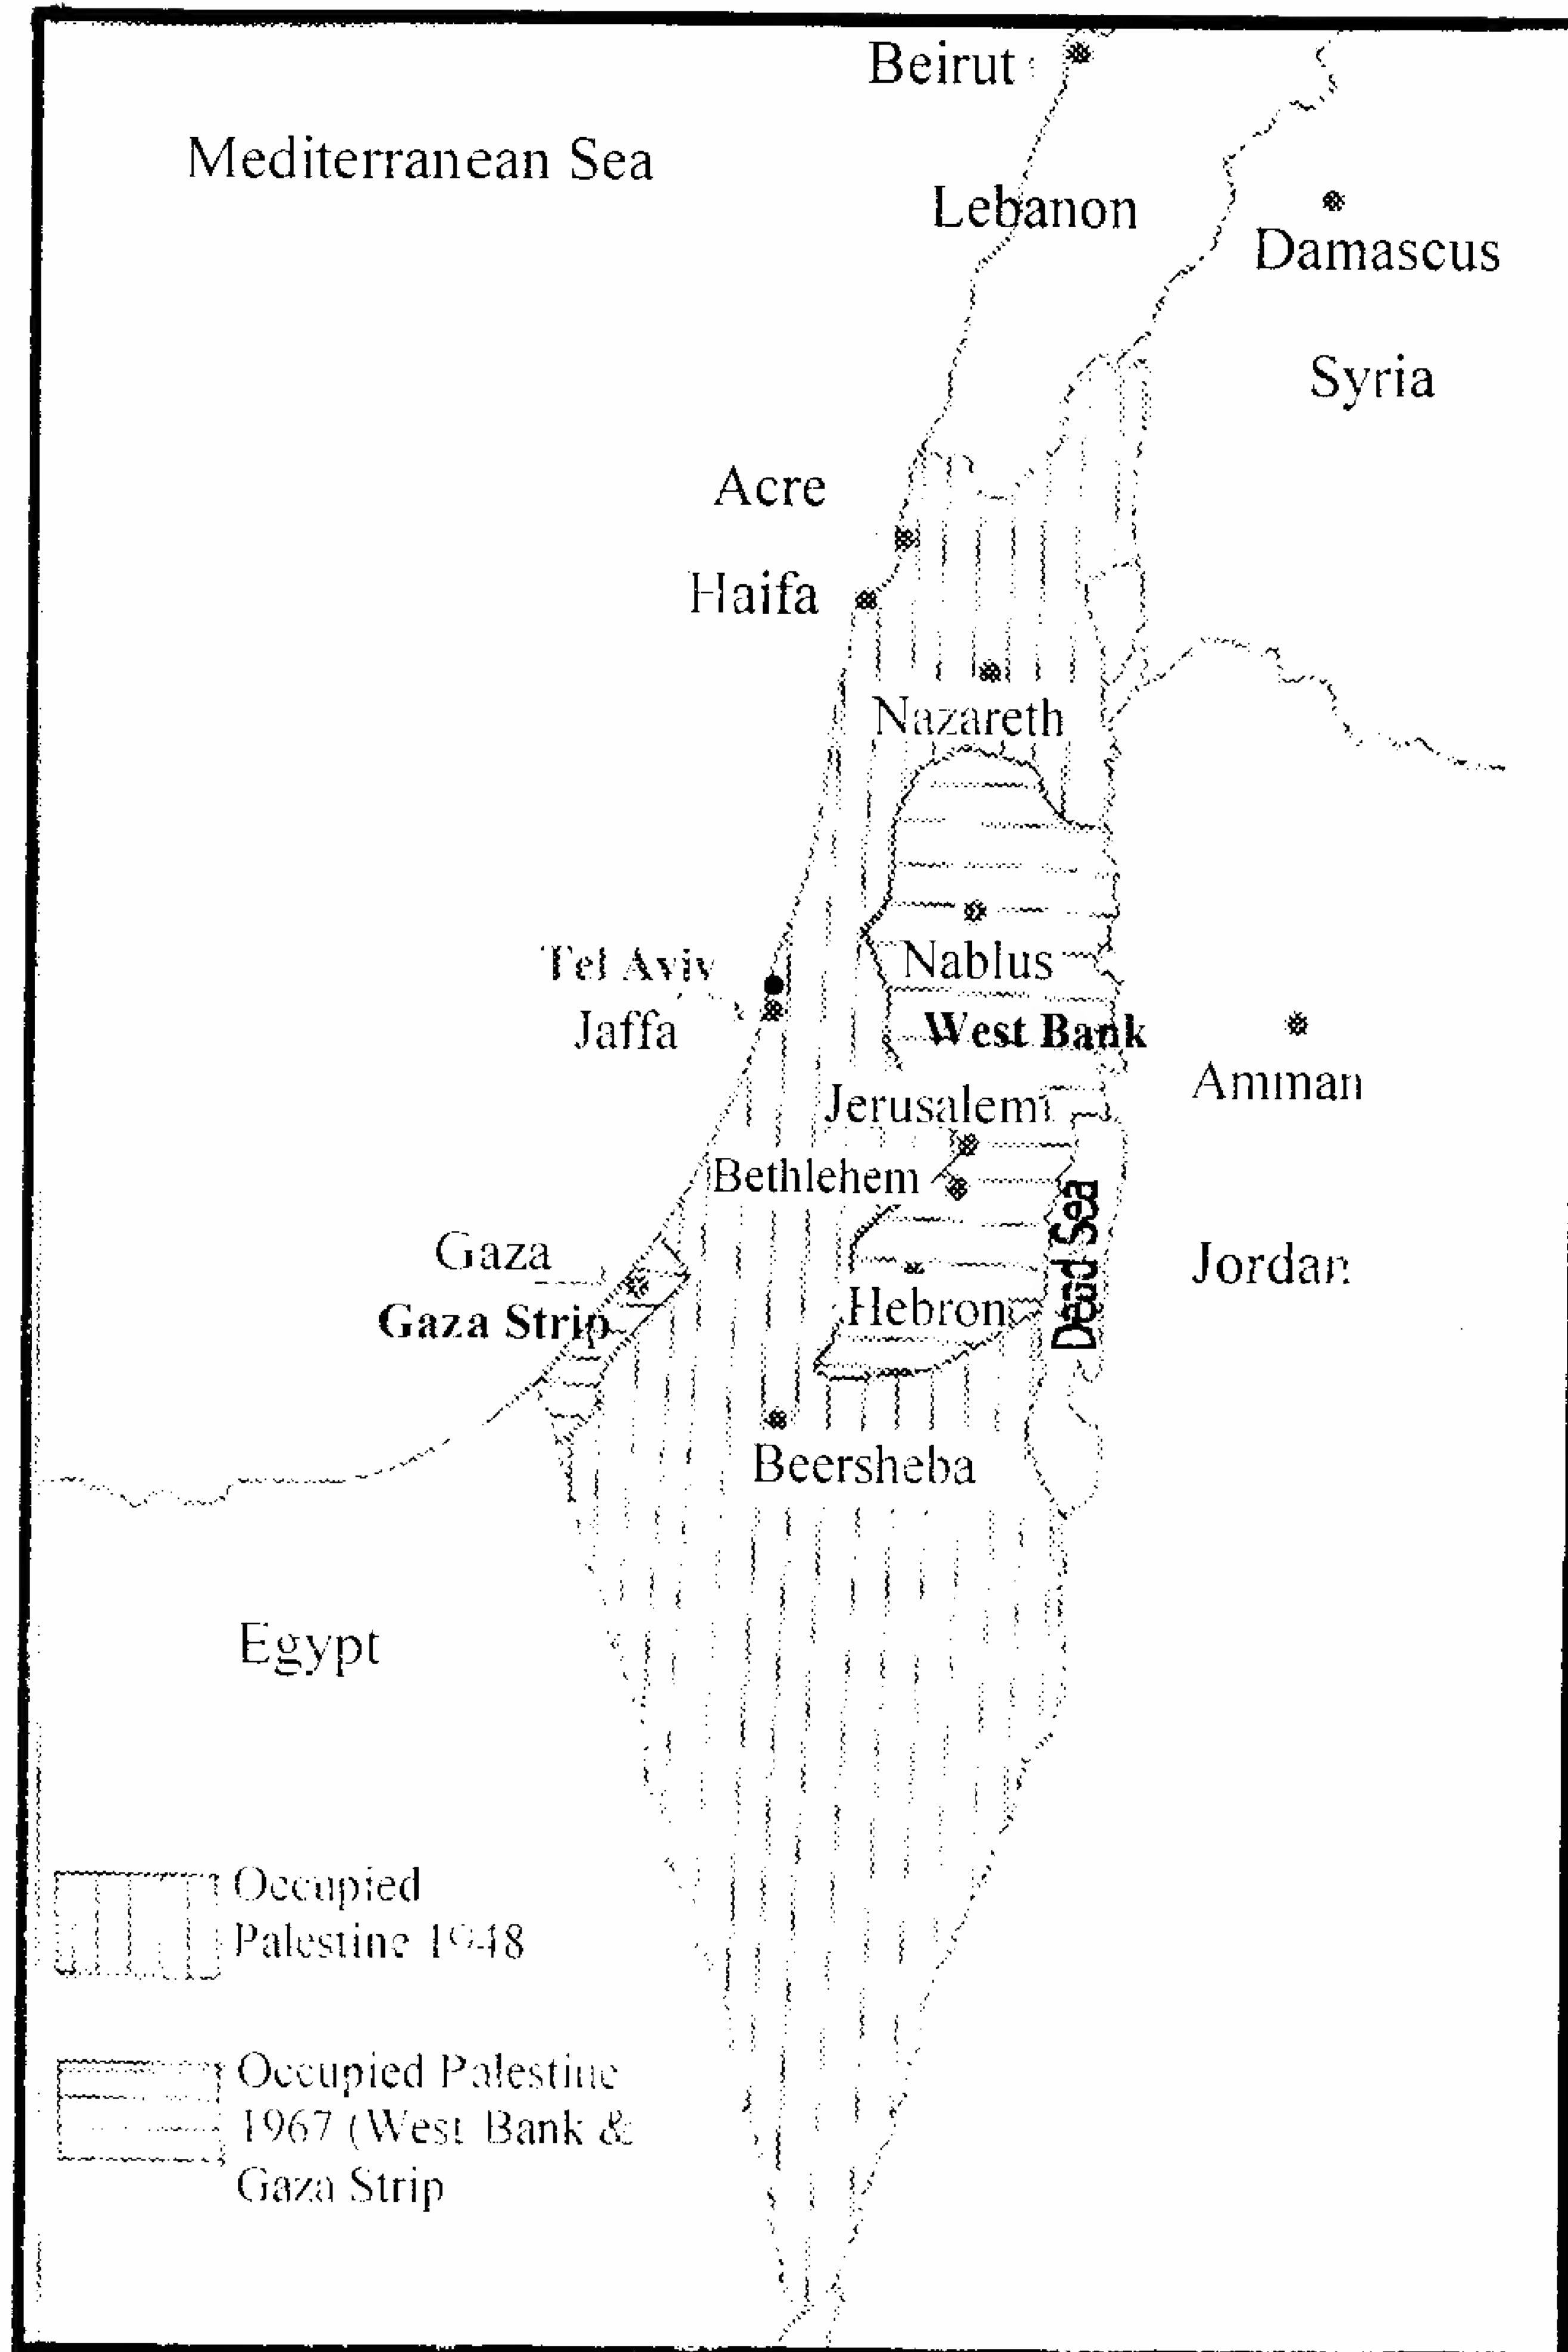 Beirut
Mediterranean Sea
Lebanon
Damascus
Syria
Acre
Haifa
Nazareth
Nablus
Tel Aviv
Jaffa
West Bank
Amman
Jerusalem
Bethlehem
Dead Sea
Gaza
Jordan
Gaza Strip
Hebron
Beersheba
Egypt
Occupied
Palestine 1948
Occupied Palestine
1967 (West Bank &
Gaza Strip